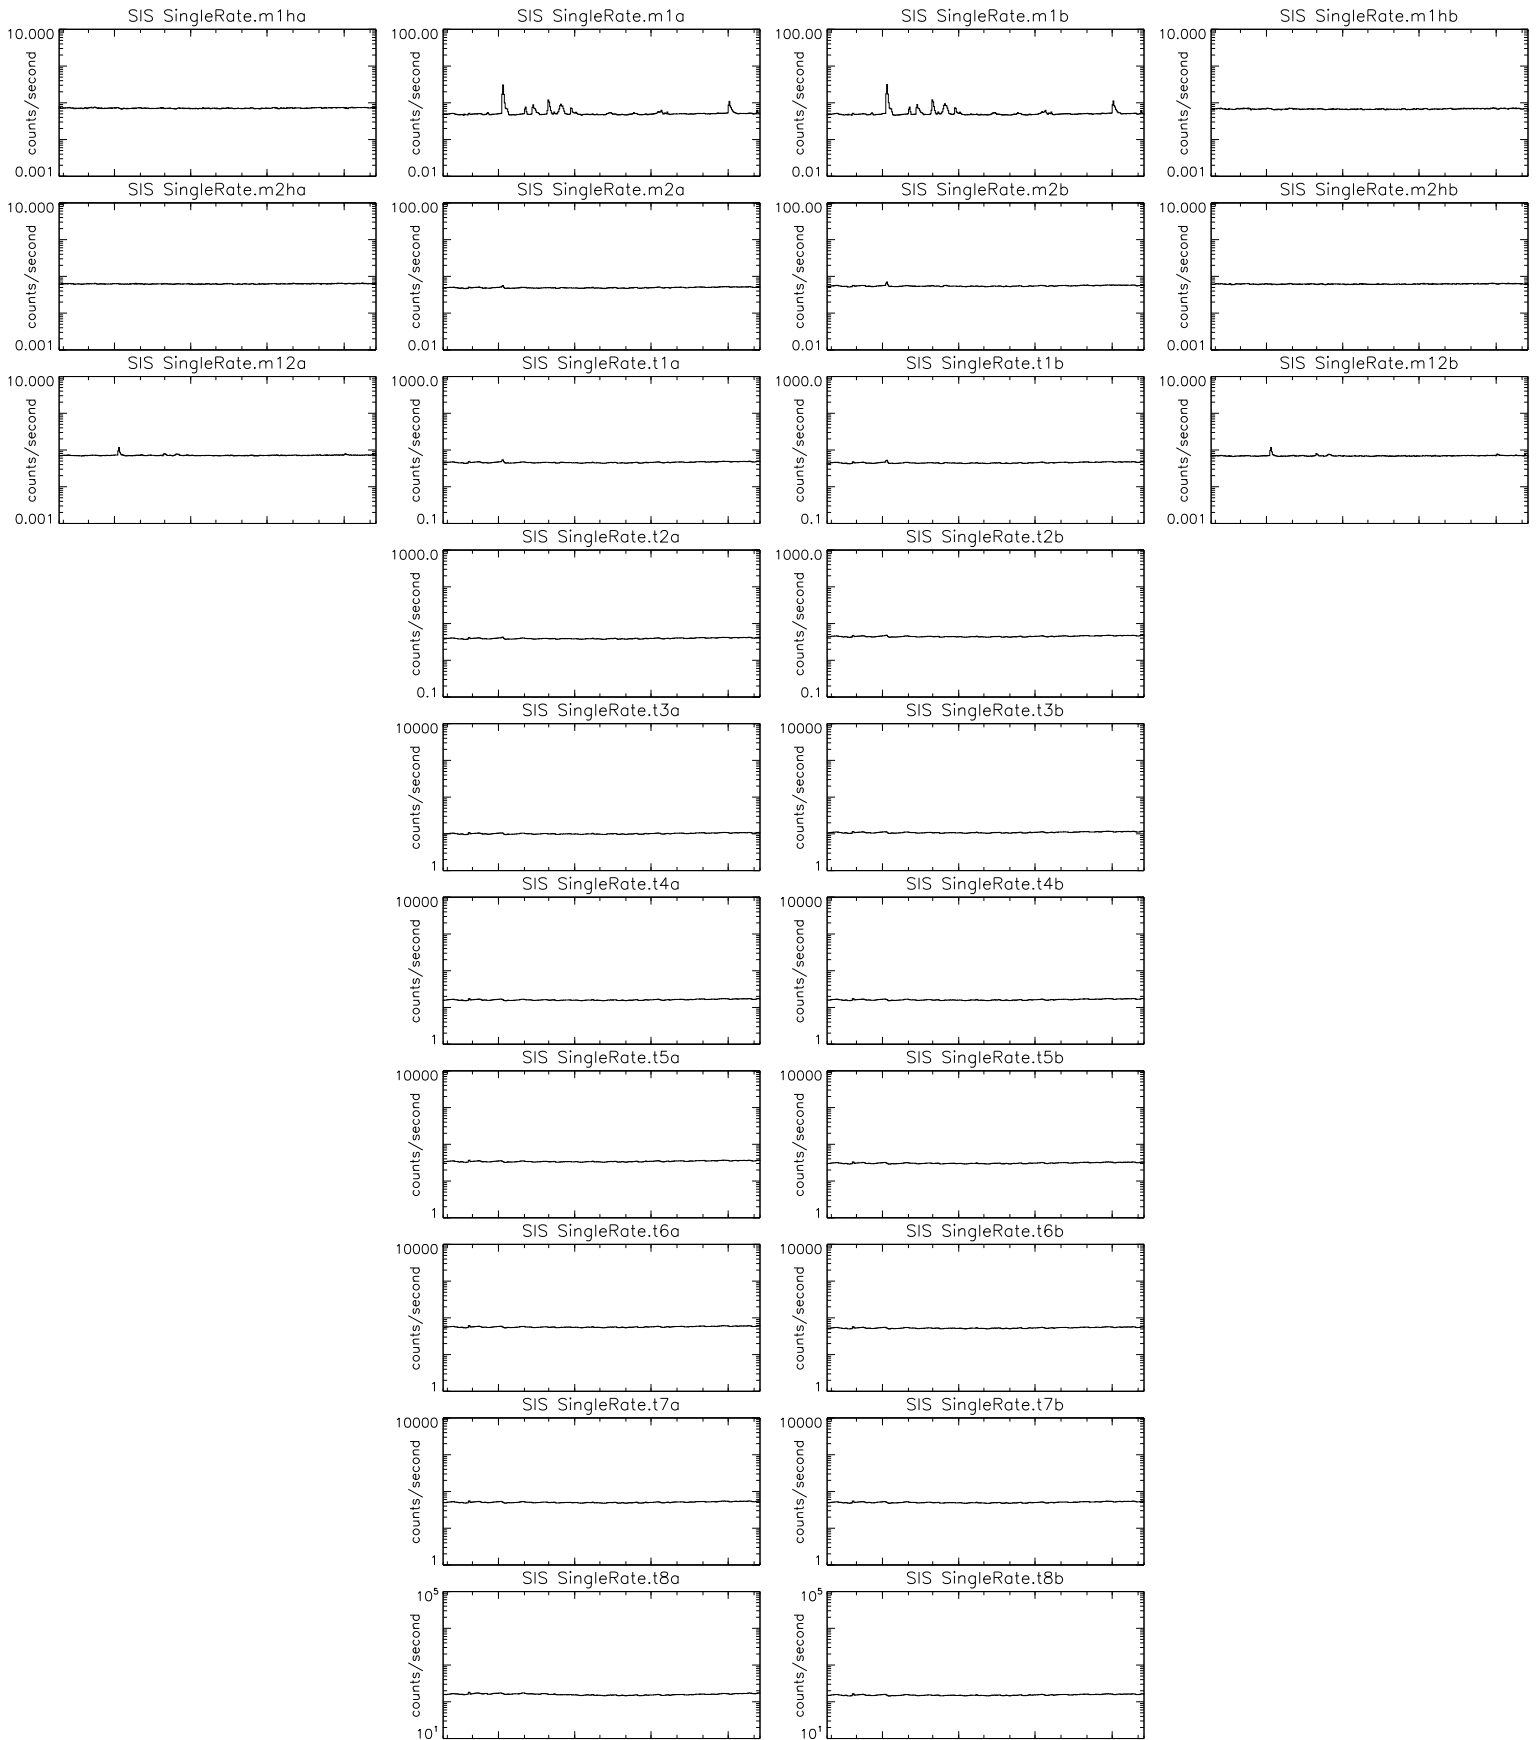 SIS SingleRate.m1ha
10.000
counts/second
0.001
SIS SingleRate.m1a
100.00
counts/second
0.01
SIS SingleRate.m1b
100.00
counts/second
0.01
SIS SingleRate.m1hb
10.000
counts/second
0.001
SIS SingleRate.m2ha
10.000
counts/second
0.001
SIS SingleRate.m2a
100.00
counts/second
0.01
SIS SingleRate.m2b
100.00
counts/second
0.01
SIS SingleRate.m2hb
10.000
counts/second
0.001
SIS SingleRate.m12a
10.000
counts/second
0.001
SIS SingleRate.t1a
1000.0
counts/second
0.1
SIS SingleRate.t1b
1000.0
counts/second
0.1
SIS SingleRate.m12b
10.000
counts/second
0.001
SIS SingleRate.t2a
1000.0
counts/second
0.1
SIS SingleRate.t2b
1000.0
counts/second
0.1
SIS SingleRate.t3a
10000
counts/second
1
SIS SingleRate.t3b
10000
counts/second
1
SIS SingleRate.t4a
10000
counts/second
1
SIS SingleRate.t4b
10000
counts/second
1
SIS SingleRate.t5a
10000
counts/second
1
SIS SingleRate.t5b
10000
counts/second
1
SIS SingleRate.t6a
10000
counts/second
1
SIS SingleRate.t6b
10000
counts/second
1
SIS SingleRate.t7a
10000
counts/second
1
SIS SingleRate.t7b
10000
counts/second
1
SIS SingleRate.t8a
10⁵
counts/second
10¹
SIS SingleRate.t8b
10⁵
counts/second
10¹